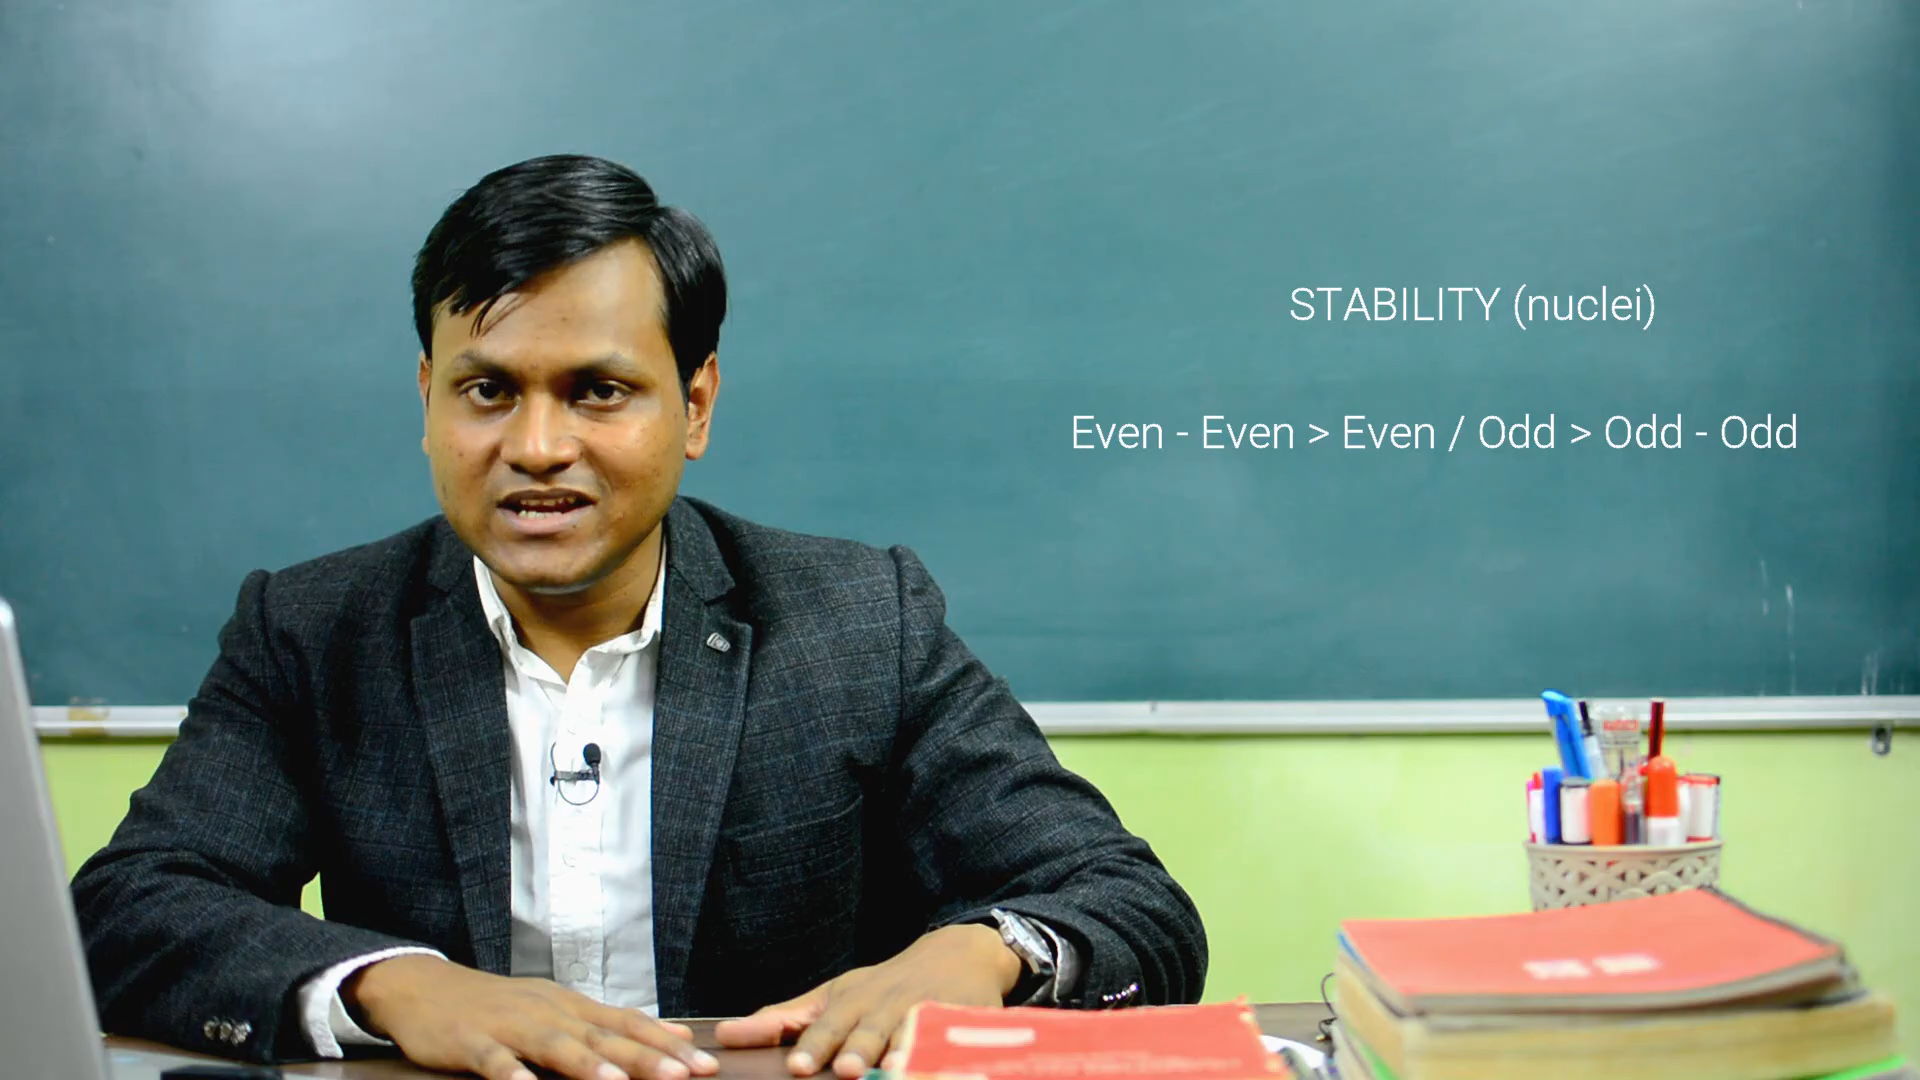 STABILITY (nuclei)
Even - Even > Even / Odd > Odd - Odd